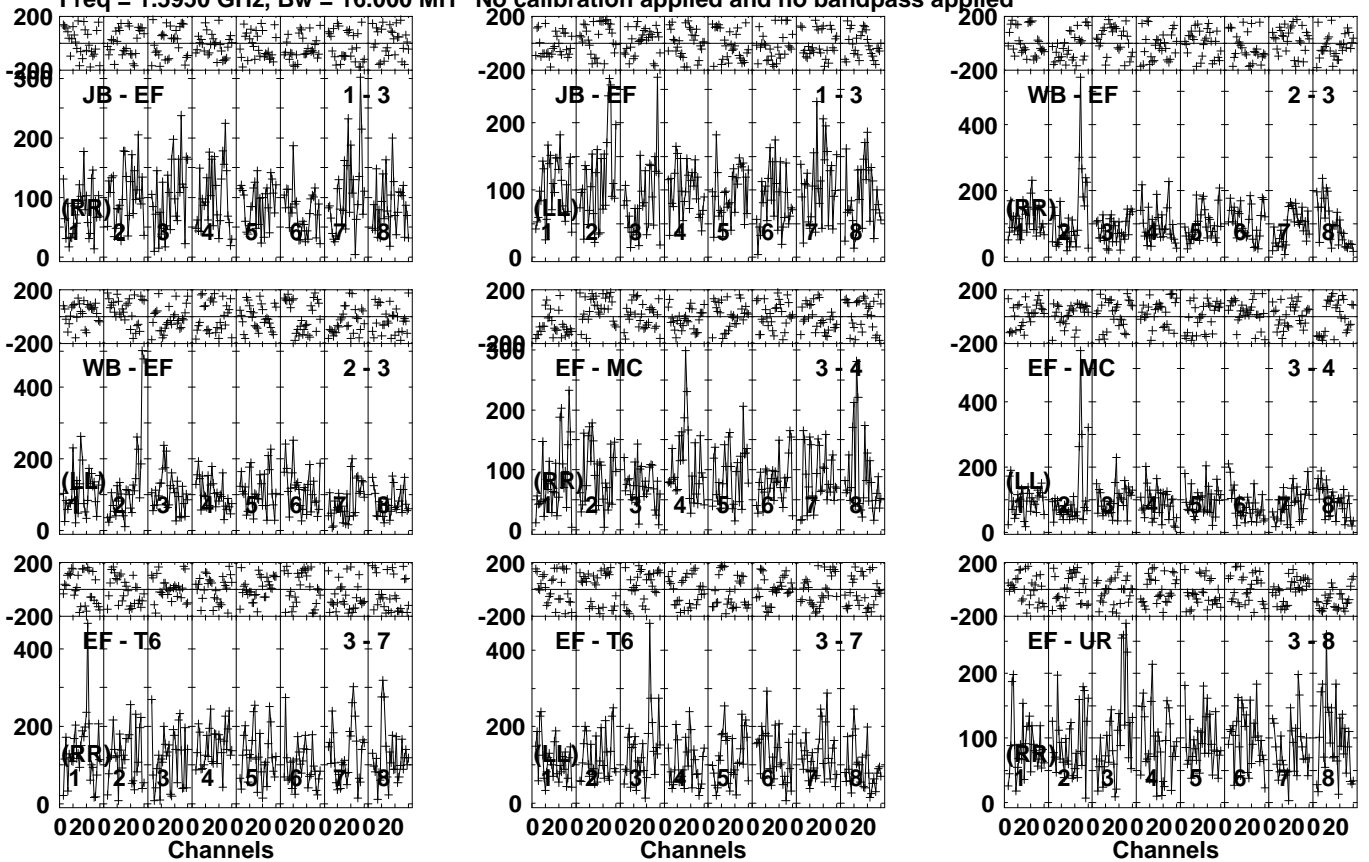 Freq = 1.5950 GHz, Bw = 16.000 MH No calibration applied and no bandpass applied
200 200 200
-200 -200
300
JB - EF 1 - 3 JB - EF 1 - 3 WB - EF 2 - 3
400
200 200
200
100 100
(RR) (LL) (RR)
1 2 3 4 5 6 7 8 1 2 3 4 5 6 7 8 1 2 3 4 5 6 7 8
0 0 0
200 200 200
-200 -200 -200
300
WB - EF 2 - 3 EF - MC 3 - 4 EF - MC 3 - 4
400 400
200
200 200
100
(LL) (RR) (LL)
1 2 3 4 5 6 7 8 1 2 3 4 5 6 7 8 1 2 3 4 5 6 7 8
0 0 0
200 200 200
-200 -200 -200
EF - T6 3 - 7 EF - T6 3 - 7 EF - UR 3 - 8
400 400
200
200 200
100
(RR) (LL) (RR)
1 2 3 4 5 6 7 8 1 2 3 4 5 6 7 8 1 2 3 4 5 6 7 8
0 0 0
0 20 0 20 0 20 0 20 0 20 0 20 0 20 0 20 0 20 0 20 0 20 0 20 0 20 0 20 0 20 0 20 0 20 0 20 0 20 0 20 0 20 0 20 0 20 0 20
Channels Channels Channels